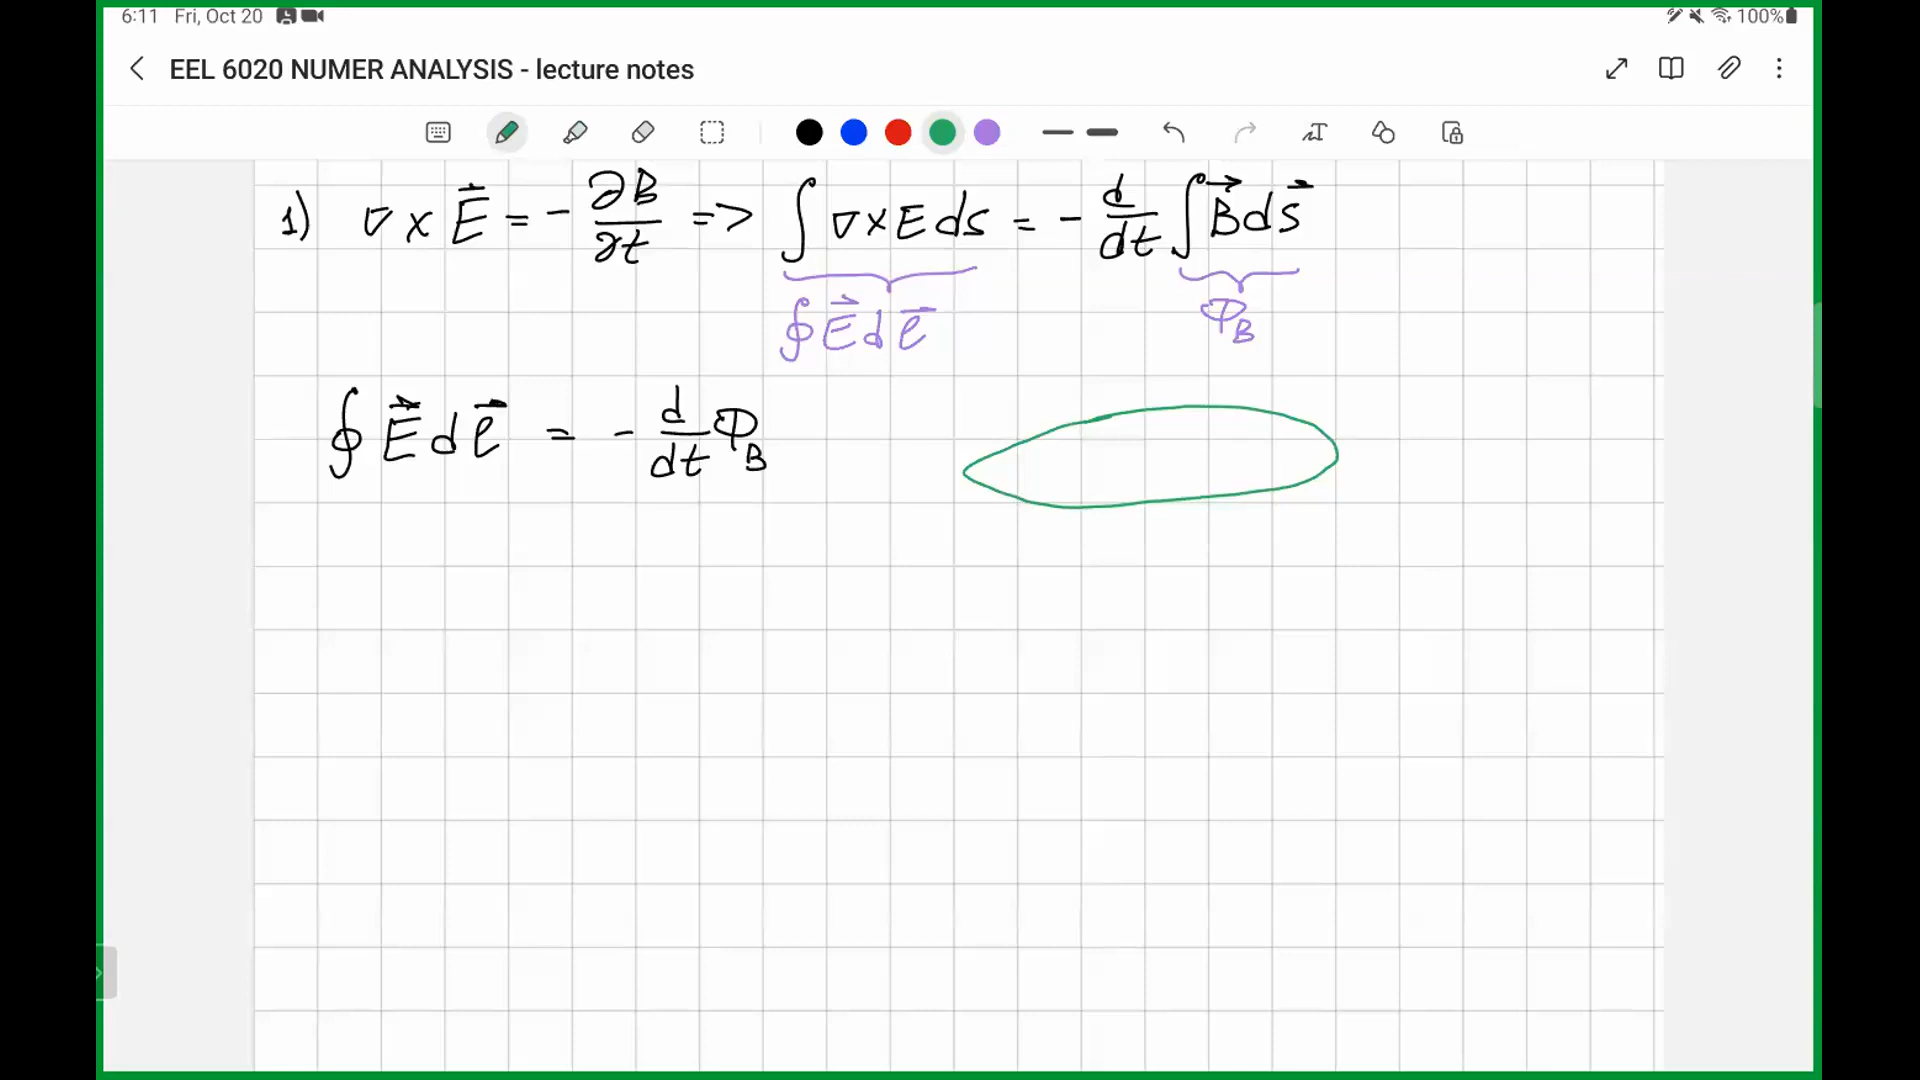 6:11 Fri, Oct 20 100%
EEL 6020 NUMER ANALYSIS - lecture notes
1) ∇ × E⃗ = - ∂B/∂t => ∫ ∇ × E ds = - d/dt ∫ B⃗ ds⃗
∮ E⃗ d ℓ⃗ Φ_B
∮ E⃗ d ℓ⃗ = - d/dt Φ_B